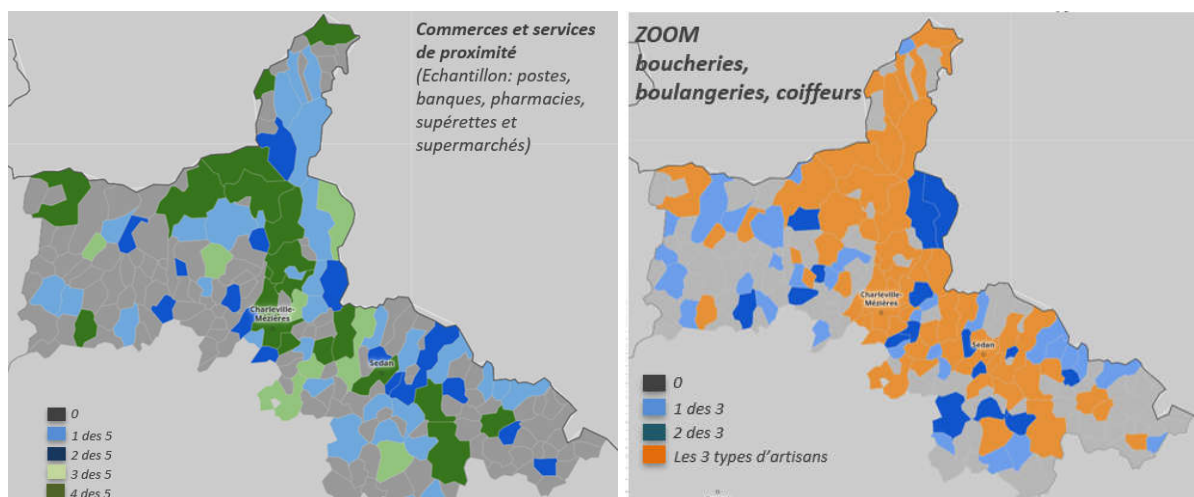 Commerces et services
de proximité
(Echantillon: postes,
banques, pharmacies,
supérettes et
supermarchés)
Charleville-
Mézières
Sedan
0
1 des 5
2 des 5
3 des 5
4 des 5
ZOOM
boucheries,
boulangeries, coiffeurs
Charleville-
Mézières
Sedan
0
1 des 3
2 des 3
Les 3 types d'artisans